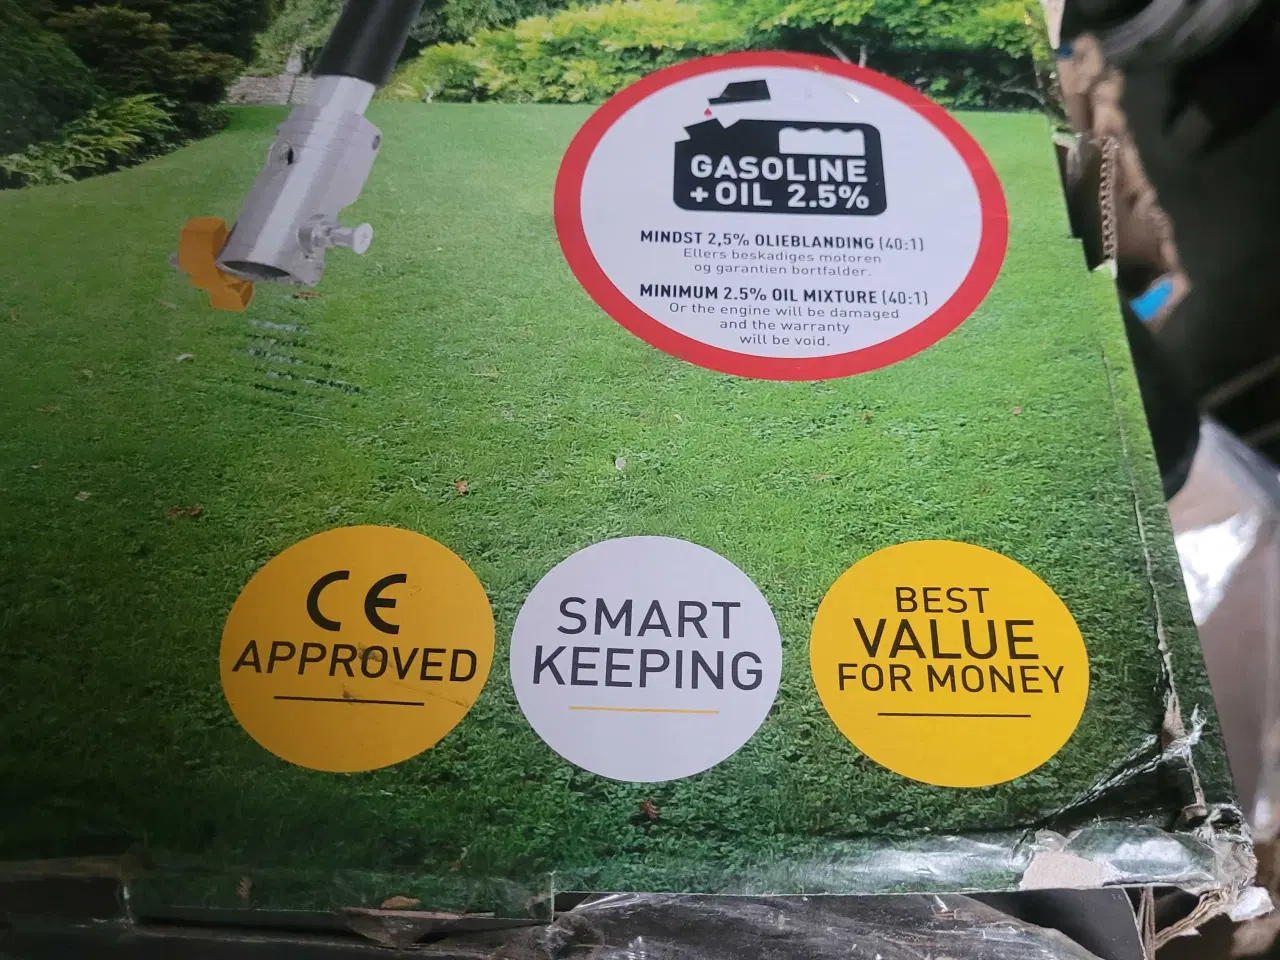 GASOLINE
+ OIL 2.5%
MINDST 2,5% OLIEBLANDING (40:1)
Ellers beskadiges motoren
og garantien bortfalder.
MINIMUM 2.5% OIL MIXTURE (40:1)
Or the engine will be damaged
and the warranty
will be void.
CE
APPROVED
SMART
KEEPING
BEST
VALUE
FOR MONEY